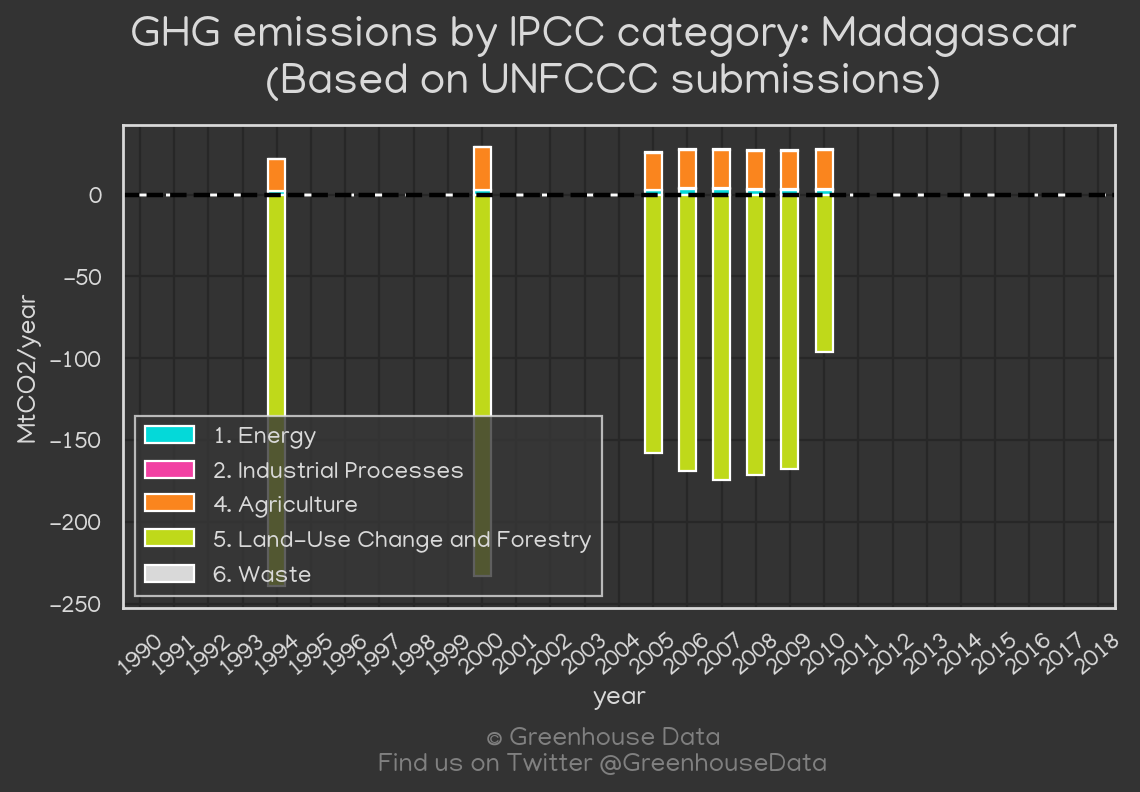 GHG emissions by IPCC category: Madagascar
(Based on UNFCCC submissions)
0
−50
−100
−150
−200
−250
MtCO2/year
1. Energy
2. Industrial Processes
4. Agriculture
5. Land-Use Change and Forestry
6. Waste
1990 1991 1992 1993 1994 1995 1996 1997 1998 1999 2000 2001 2002 2003 2004 2005 2006 2007 2008 2009 2010 2011 2012 2013 2014 2015 2016 2017 2018
year
© Greenhouse Data
Find us on Twitter @GreenhouseData